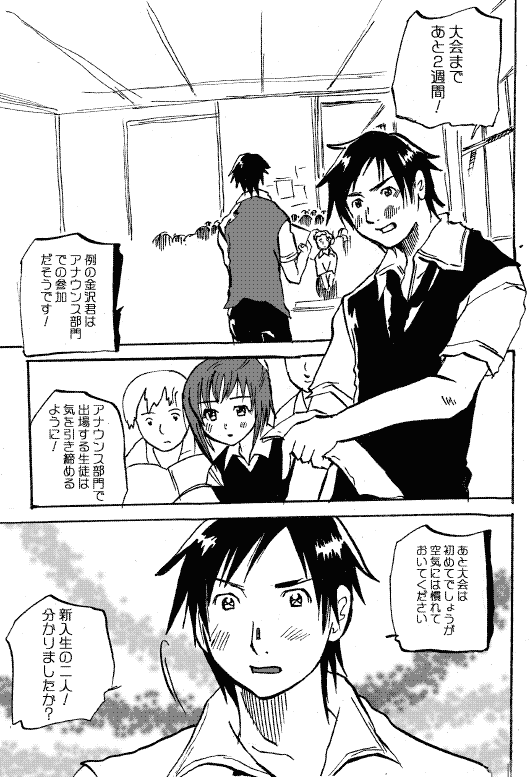 大会まで
あと2週間！
例の金沢君は
アナウンス部門
での参加
だそうです！
アナウンス部門で
出場する生徒は
気を引き締める
ように！
あと大会は
初めてでしょうが
空気には慣れて
おいてください
新入生の二人！
分かりましたか？